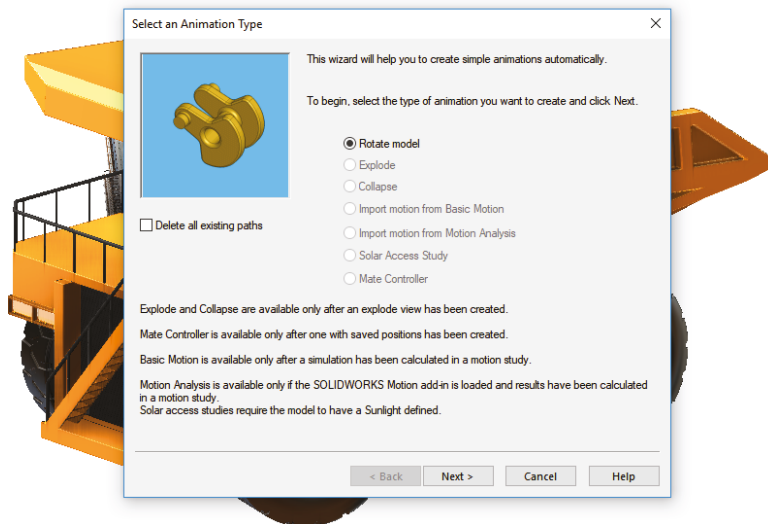 Select an Animation Type
This wizard will help you to create simple animations automatically.
To begin, select the type of animation you want to create and click Next.
Rotate model
Explode
Collapse
Import motion from Basic Motion
Import motion from Motion Analysis
Solar Access Study
Mate Controller
Delete all existing paths
Explode and Collapse are available only after an explode view has been created.
Mate Controller is available only after one with saved positions has been created.
Basic Motion is available only after a simulation has been calculated in a motion study.
Motion Analysis is available only if the SOLIDWORKS Motion add-in is loaded and results have been calculated
in a motion study.
Solar access studies require the model to have a Sunlight defined.
< Back Next > Cancel Help